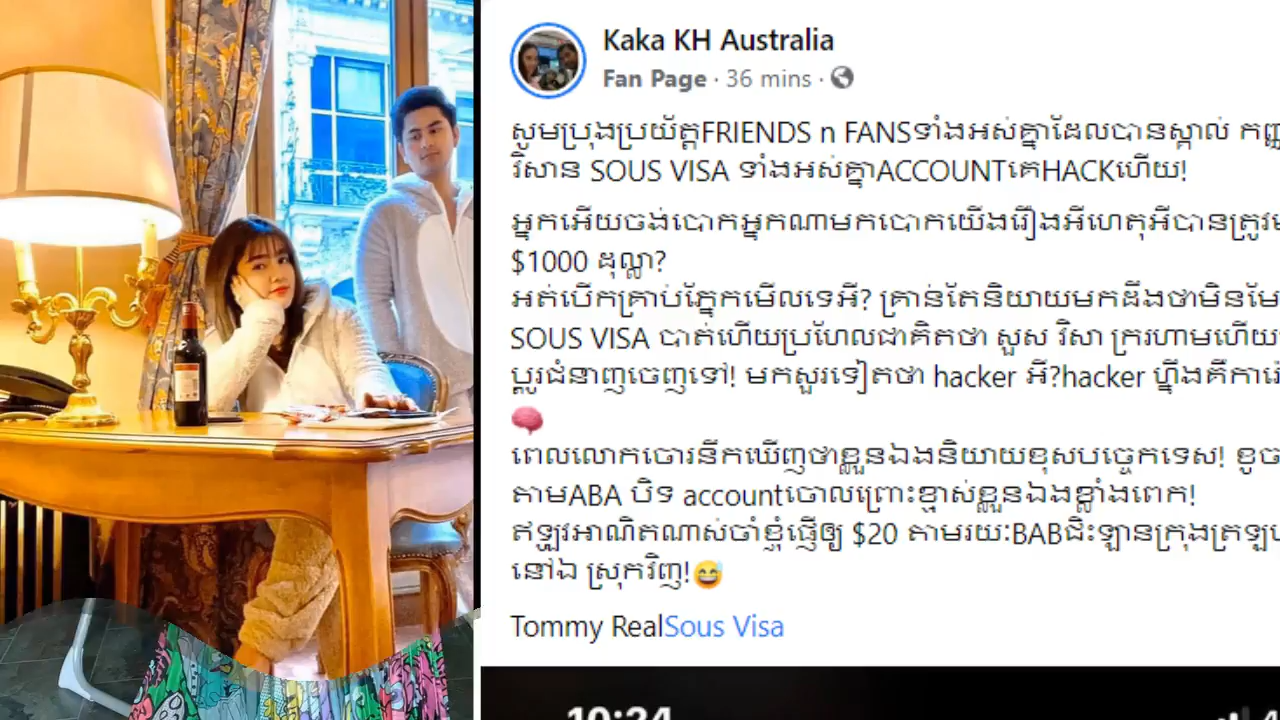 Kaka KH Australia
Fan Page · 36 mins ·
សូមប្រុងប្រយ័ត្តFRIENDS n FANSទាំងអស់គ្នាដែលបានស្គាល់
វិសាន SOUS VISA ទាំងអស់គ្នាACCOUNTគេHACKហើយ!
អ្នកអើយចង់បោកអ្នកណាមកបោកយើងរឿងអីហេតុអីបានត្រូវ
$1000 ដុល្លា?
អត់បើកគ្រាប់ភ្នែកមើលទេអី? គ្រាន់តែនិយាយមកដឹងថាមិនមែ
SOUS VISA បាត់ហើយប្រហែលជាគិតថា សួស វិសា ក្ររហាមហើយ
ប្ដូរជំនាញចេញទៅ! មកសួរទៀតថា hacker អី?hacker ហ្នឹងគឺការ
ពេលលោកចោរនឹកឃើញថាខ្លួនឯងនិយាយខុសបច្ចេកទេស! ខូច
តាមABA បិទ accountចោលព្រោះខ្មាស់ខ្លួនឯងខ្លាំងពេក!
ឥឡូវអាណិតណាស់ចាំខ្ញុំផ្ញើឲ្យ $20 តាមរយ:BABជិះឡានក្រុងត្រឡប
នៅឯ ស្រុកវិញ!😅
Tommy RealSous Visa
10:24